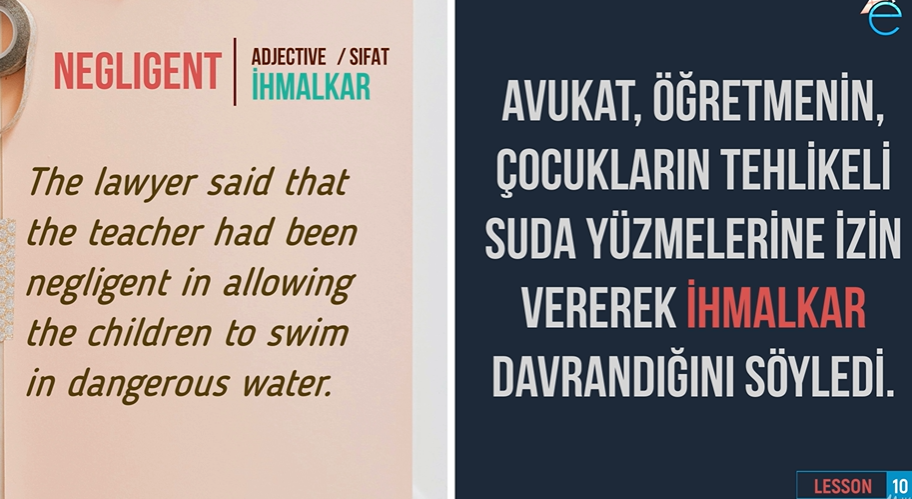 NEGLIGENT
ADJECTIVE / SIFAT
İHMALKAR
The lawyer said that
the teacher had been
negligent in allowing
the children to swim
in dangerous water.
e
AVUKAT, ÖĞRETMENİN,
ÇOCUKLARIN TEHLİKELİ
SUDA YÜZMELERİNE İZİN
VEREREK İHMALKAR
DAVRANDIĞINI SÖYLEDİ.
LESSON 10